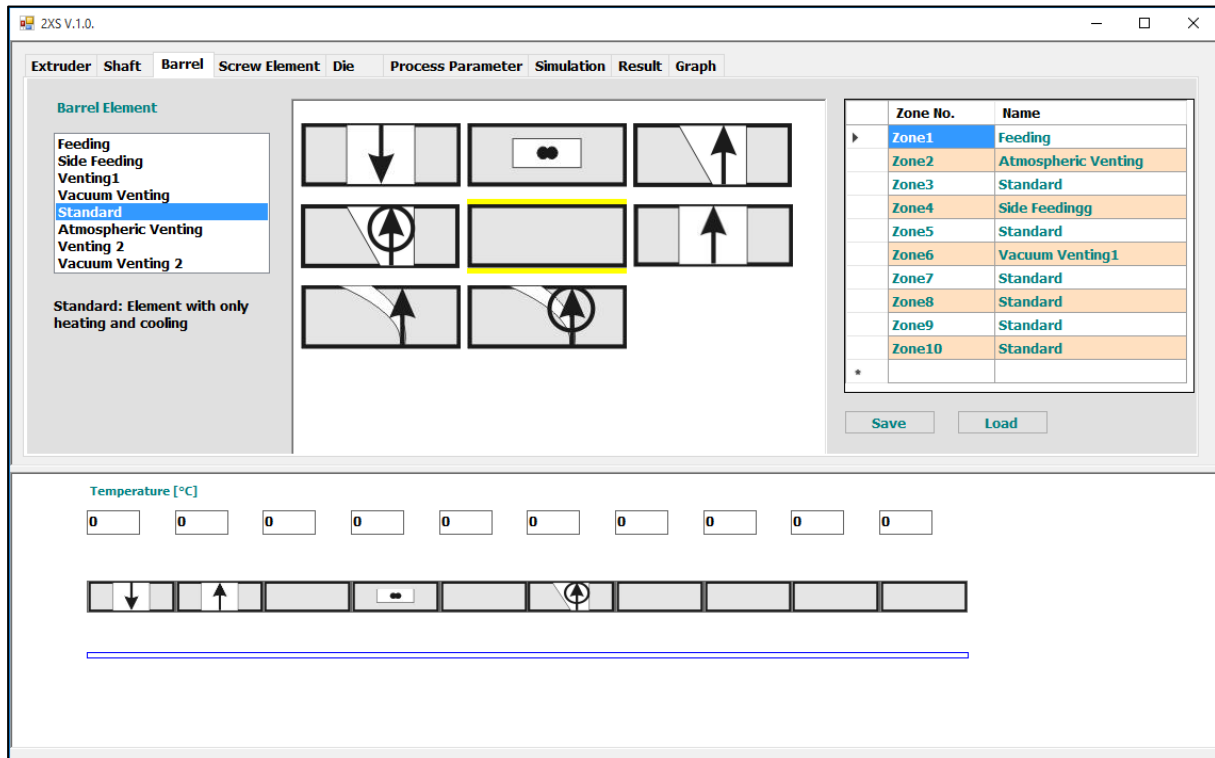 2XS V.1.0.
Extruder Shaft Barrel Screw Element Die Process Parameter Simulation Result Graph
Barrel Element
Feeding
Side Feeding
Venting1
Vacuum Venting
Standard
Atmospheric Venting
Venting 2
Vacuum Venting 2
Standard: Element with only
heating and cooling
Zone No. Name
Zone1 Feeding
Zone2 Atmospheric Venting
Zone3 Standard
Zone4 Side Feedingg
Zone5 Standard
Zone6 Vacuum Venting1
Zone7 Standard
Zone8 Standard
Zone9 Standard
Zone10 Standard
*
Save Load
Temperature [°C]
0 0 0 0 0 0 0 0 0 0